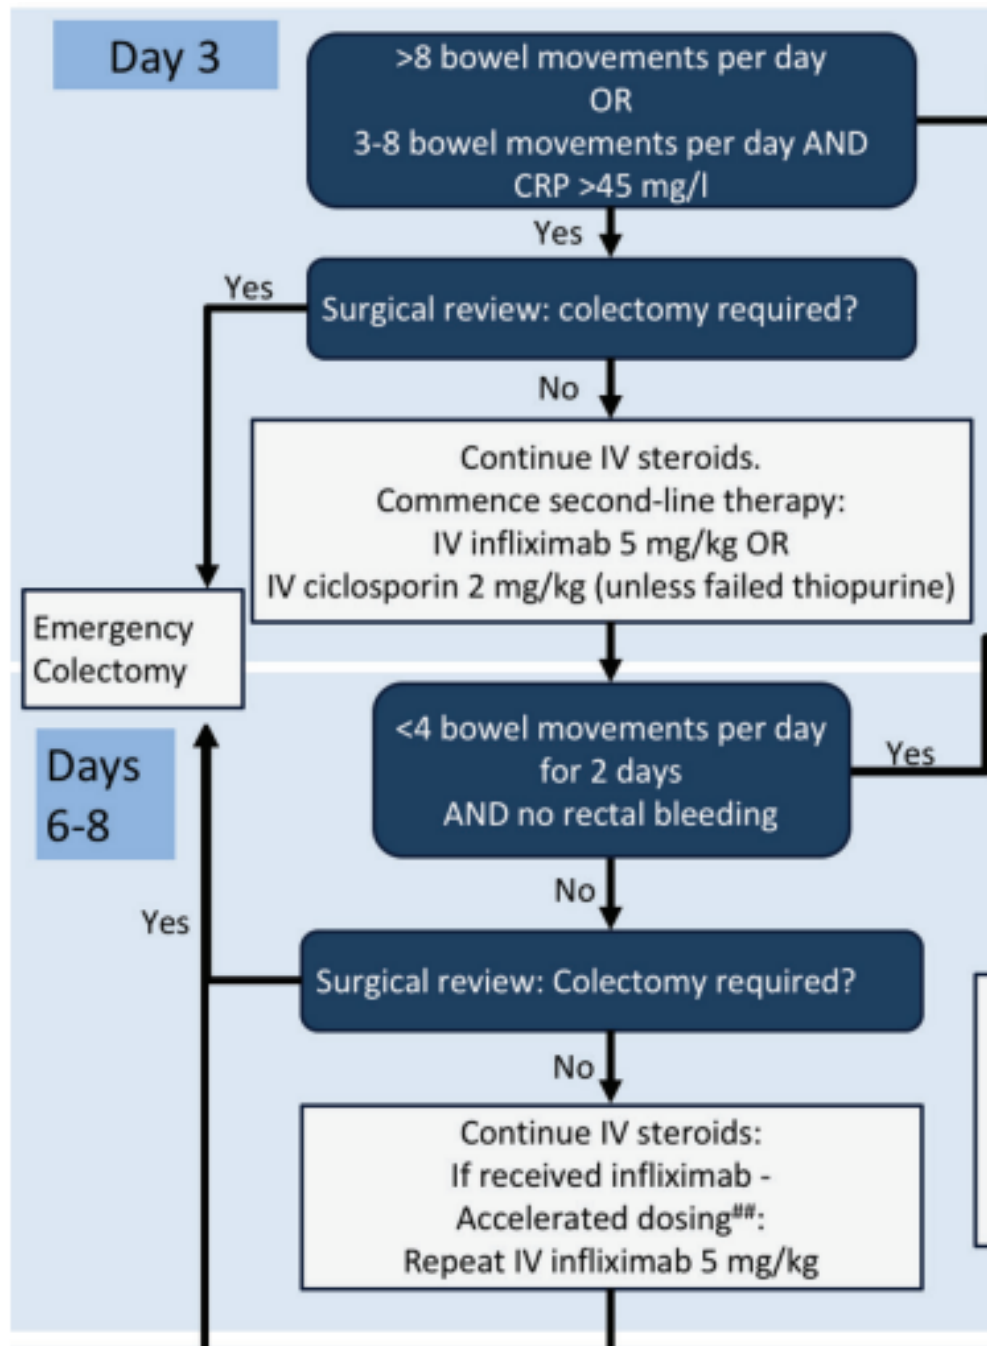 Day 3
>8 bowel movements per day
OR
3-8 bowel movements per day AND
CRP >45 mg/l
Yes
Yes
Surgical review: colectomy required?
No
Continue IV steroids.
Commence second-line therapy:
IV infliximab 5 mg/kg OR
IV ciclosporin 2 mg/kg (unless failed thiopurine)
Emergency
Colectomy
Days
6-8
<4 bowel movements per day
for 2 days
AND no rectal bleeding
Yes
No
Yes
Surgical review: Colectomy required?
No
Continue IV steroids:
If received infliximab -
Accelerated dosing##:
Repeat IV infliximab 5 mg/kg